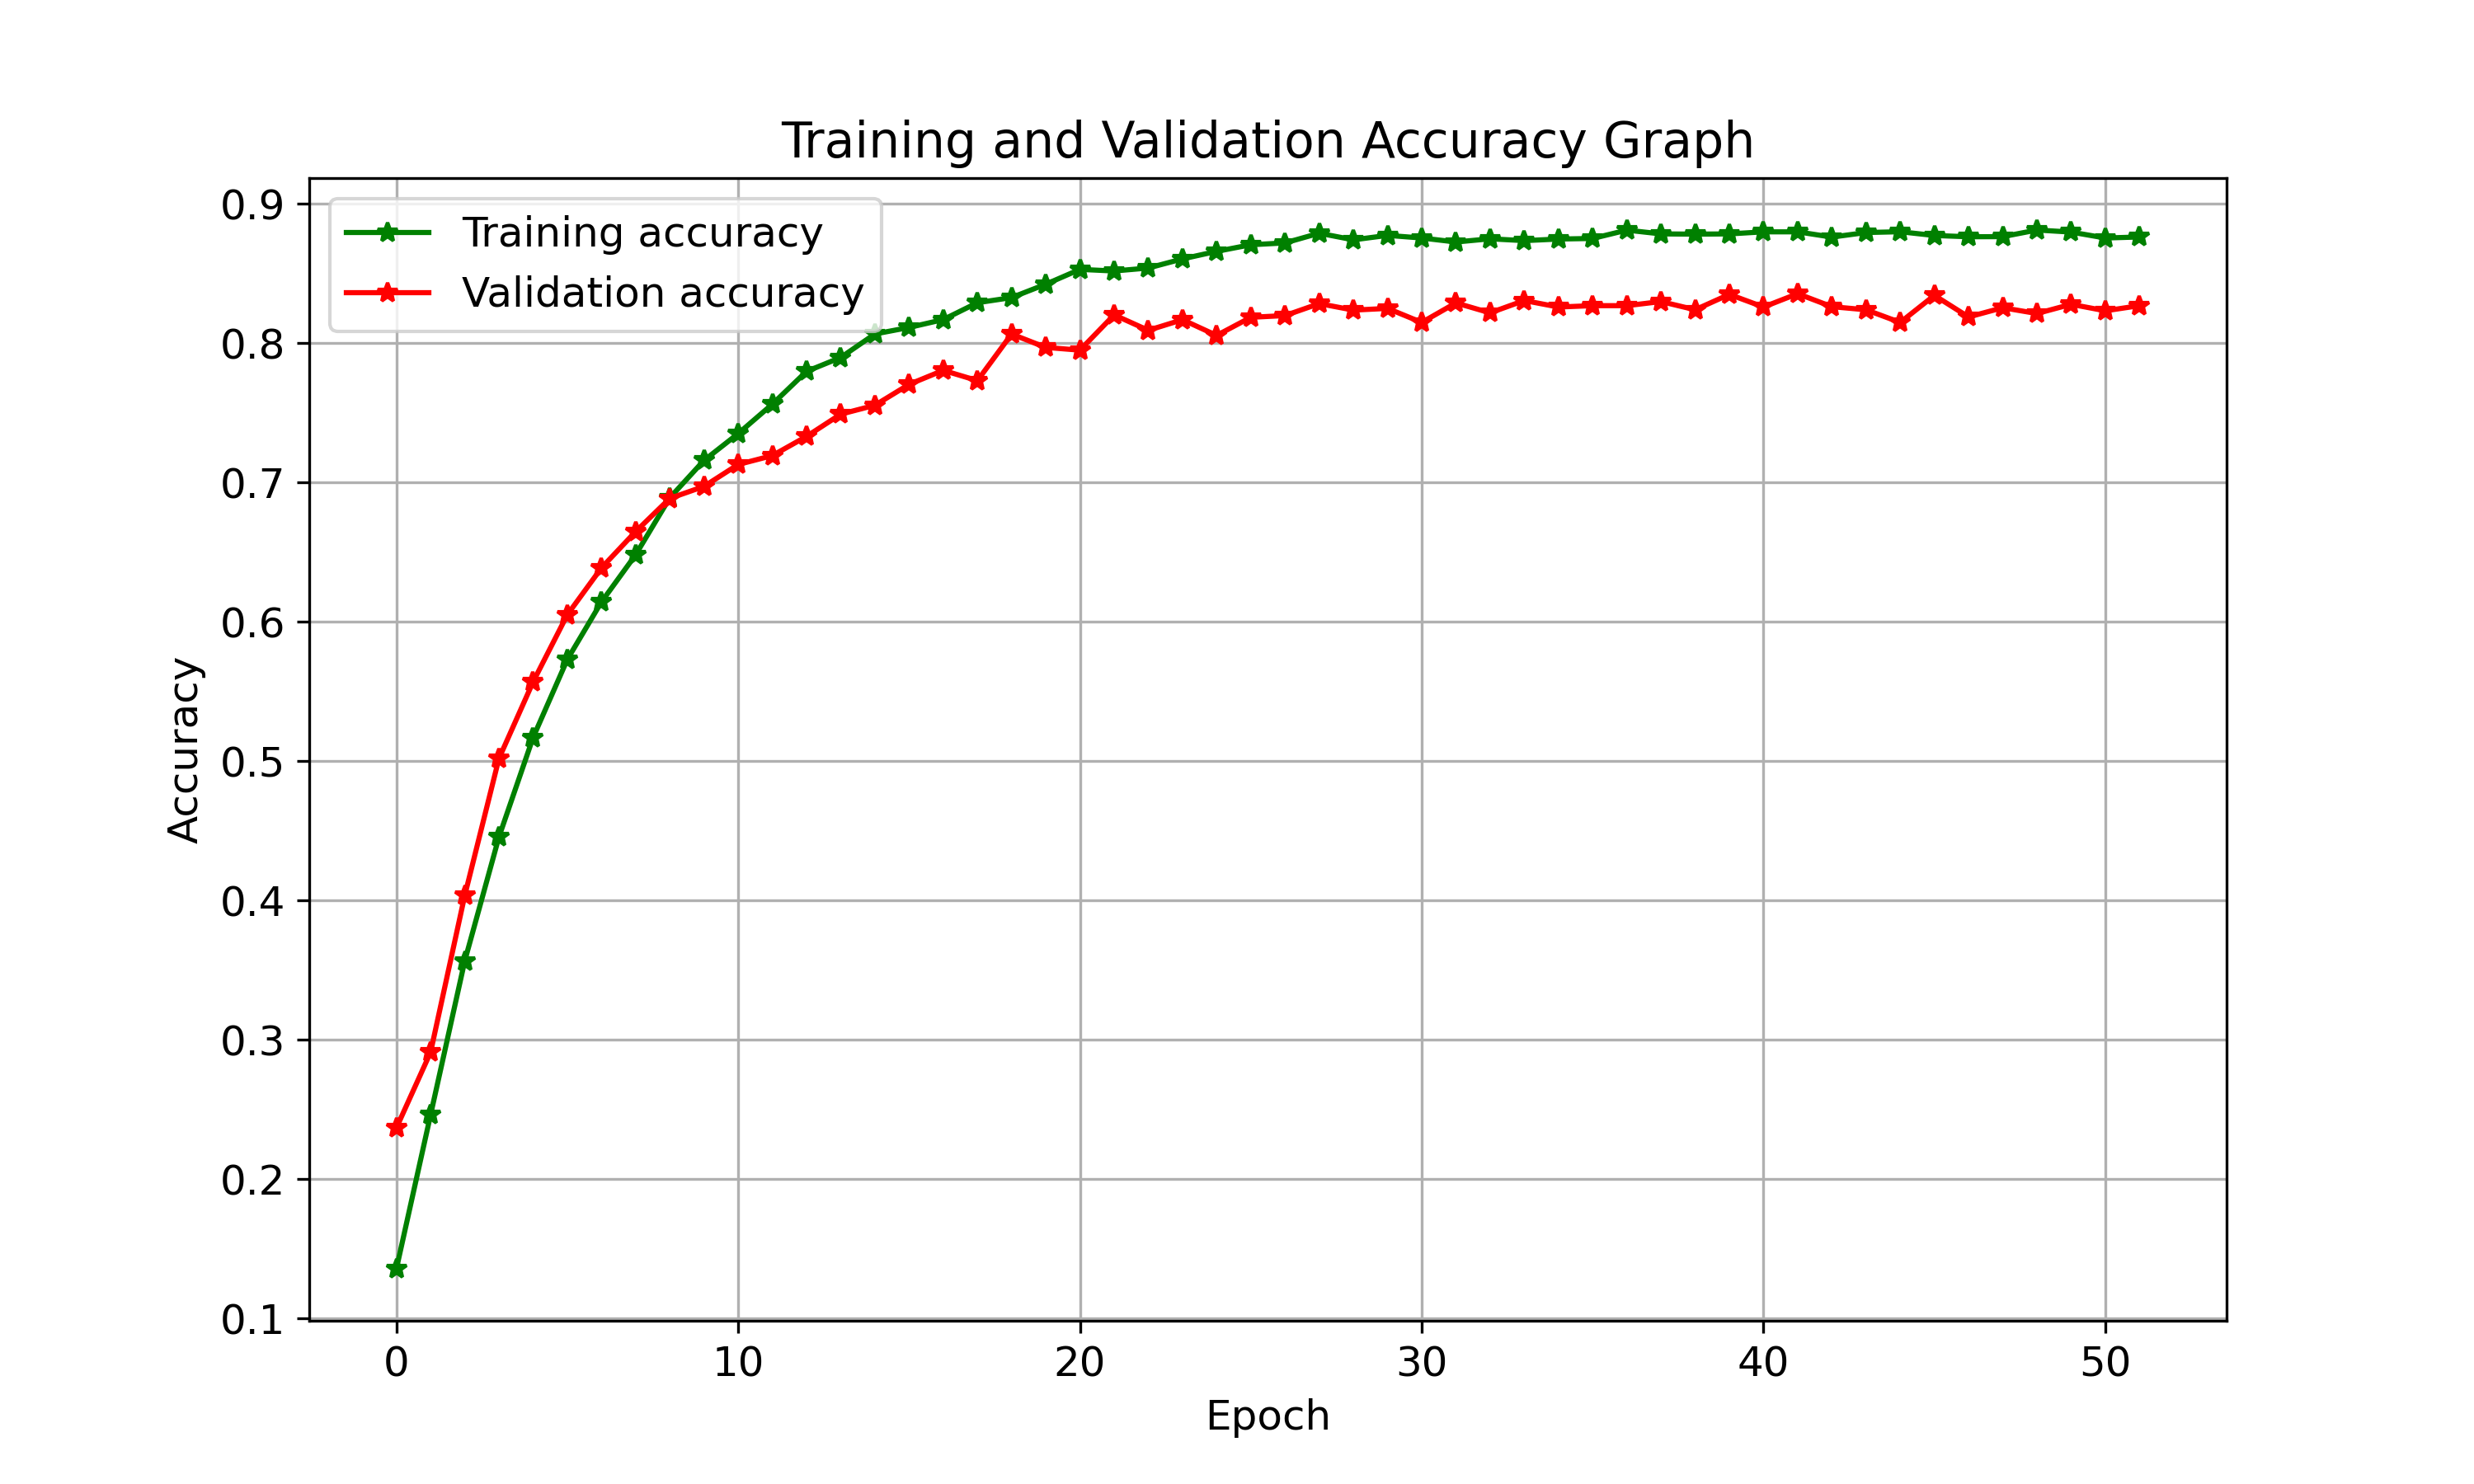 Training and Validation Accuracy Graph
Training accuracy
Validation accuracy
Accuracy
0.9
0.8
0.7
0.6
0.5
0.4
0.3
0.2
0.1
0 10 20 30 40 50
Epoch